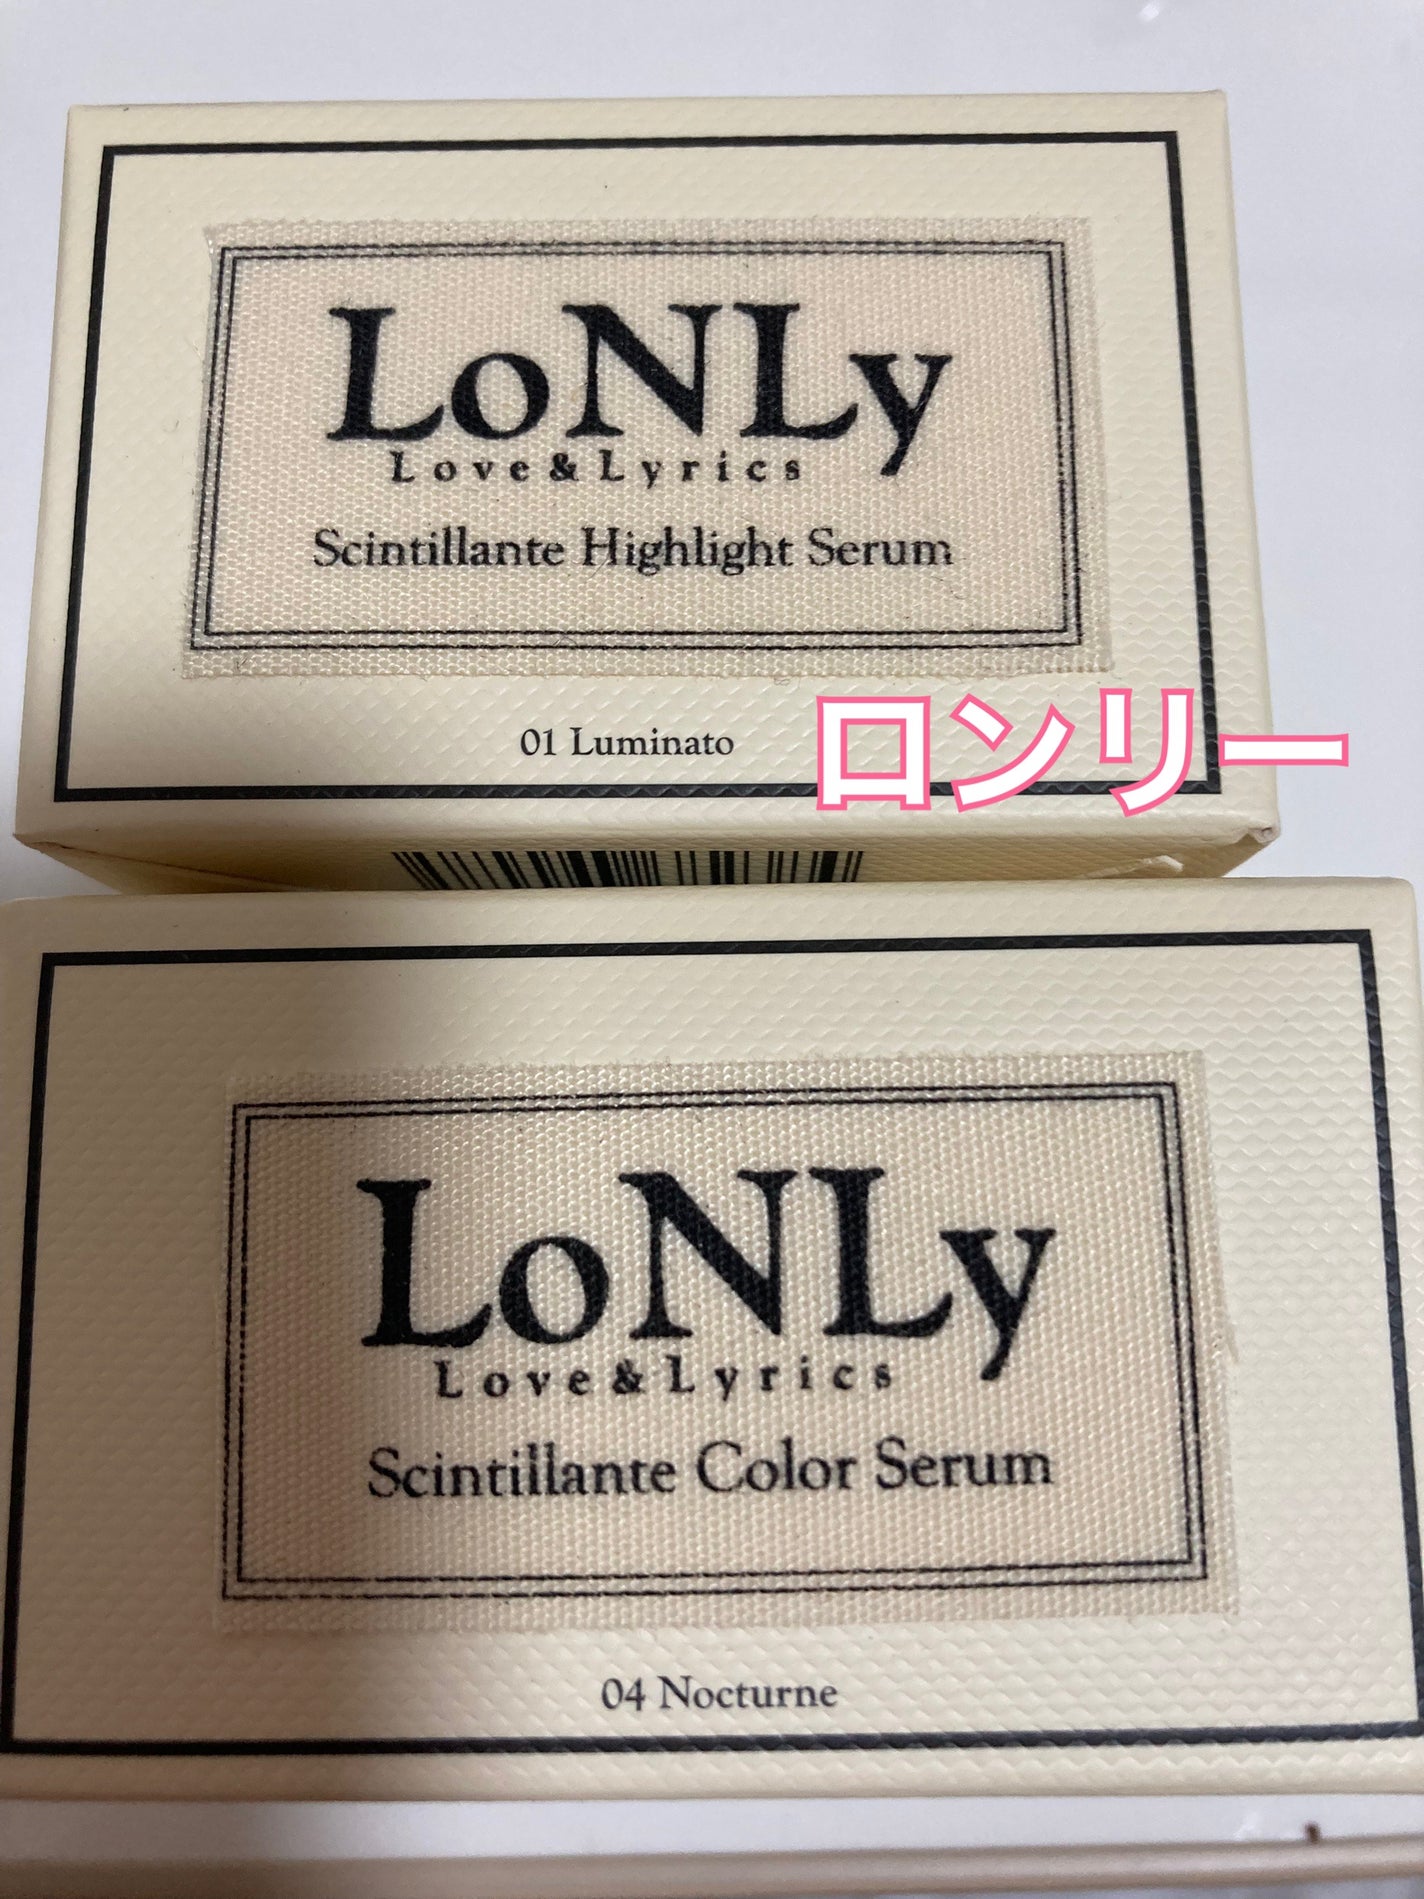 LoNLy
Love&Lyrics
Scintillante Highlight Serum
01 Luminato
ロンリー
LoNLy
Love&Lyrics
Scintillante Color Serum
04 Nocturne